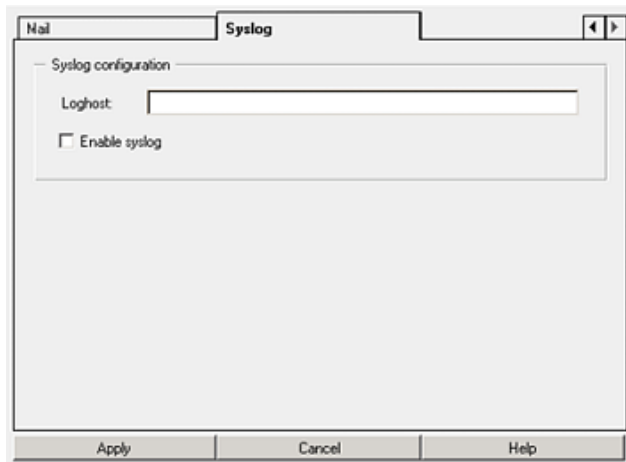 Nail
Syslog
Syslog configuration
Loghost:
Enable syslog
Apply
Cancel
Help